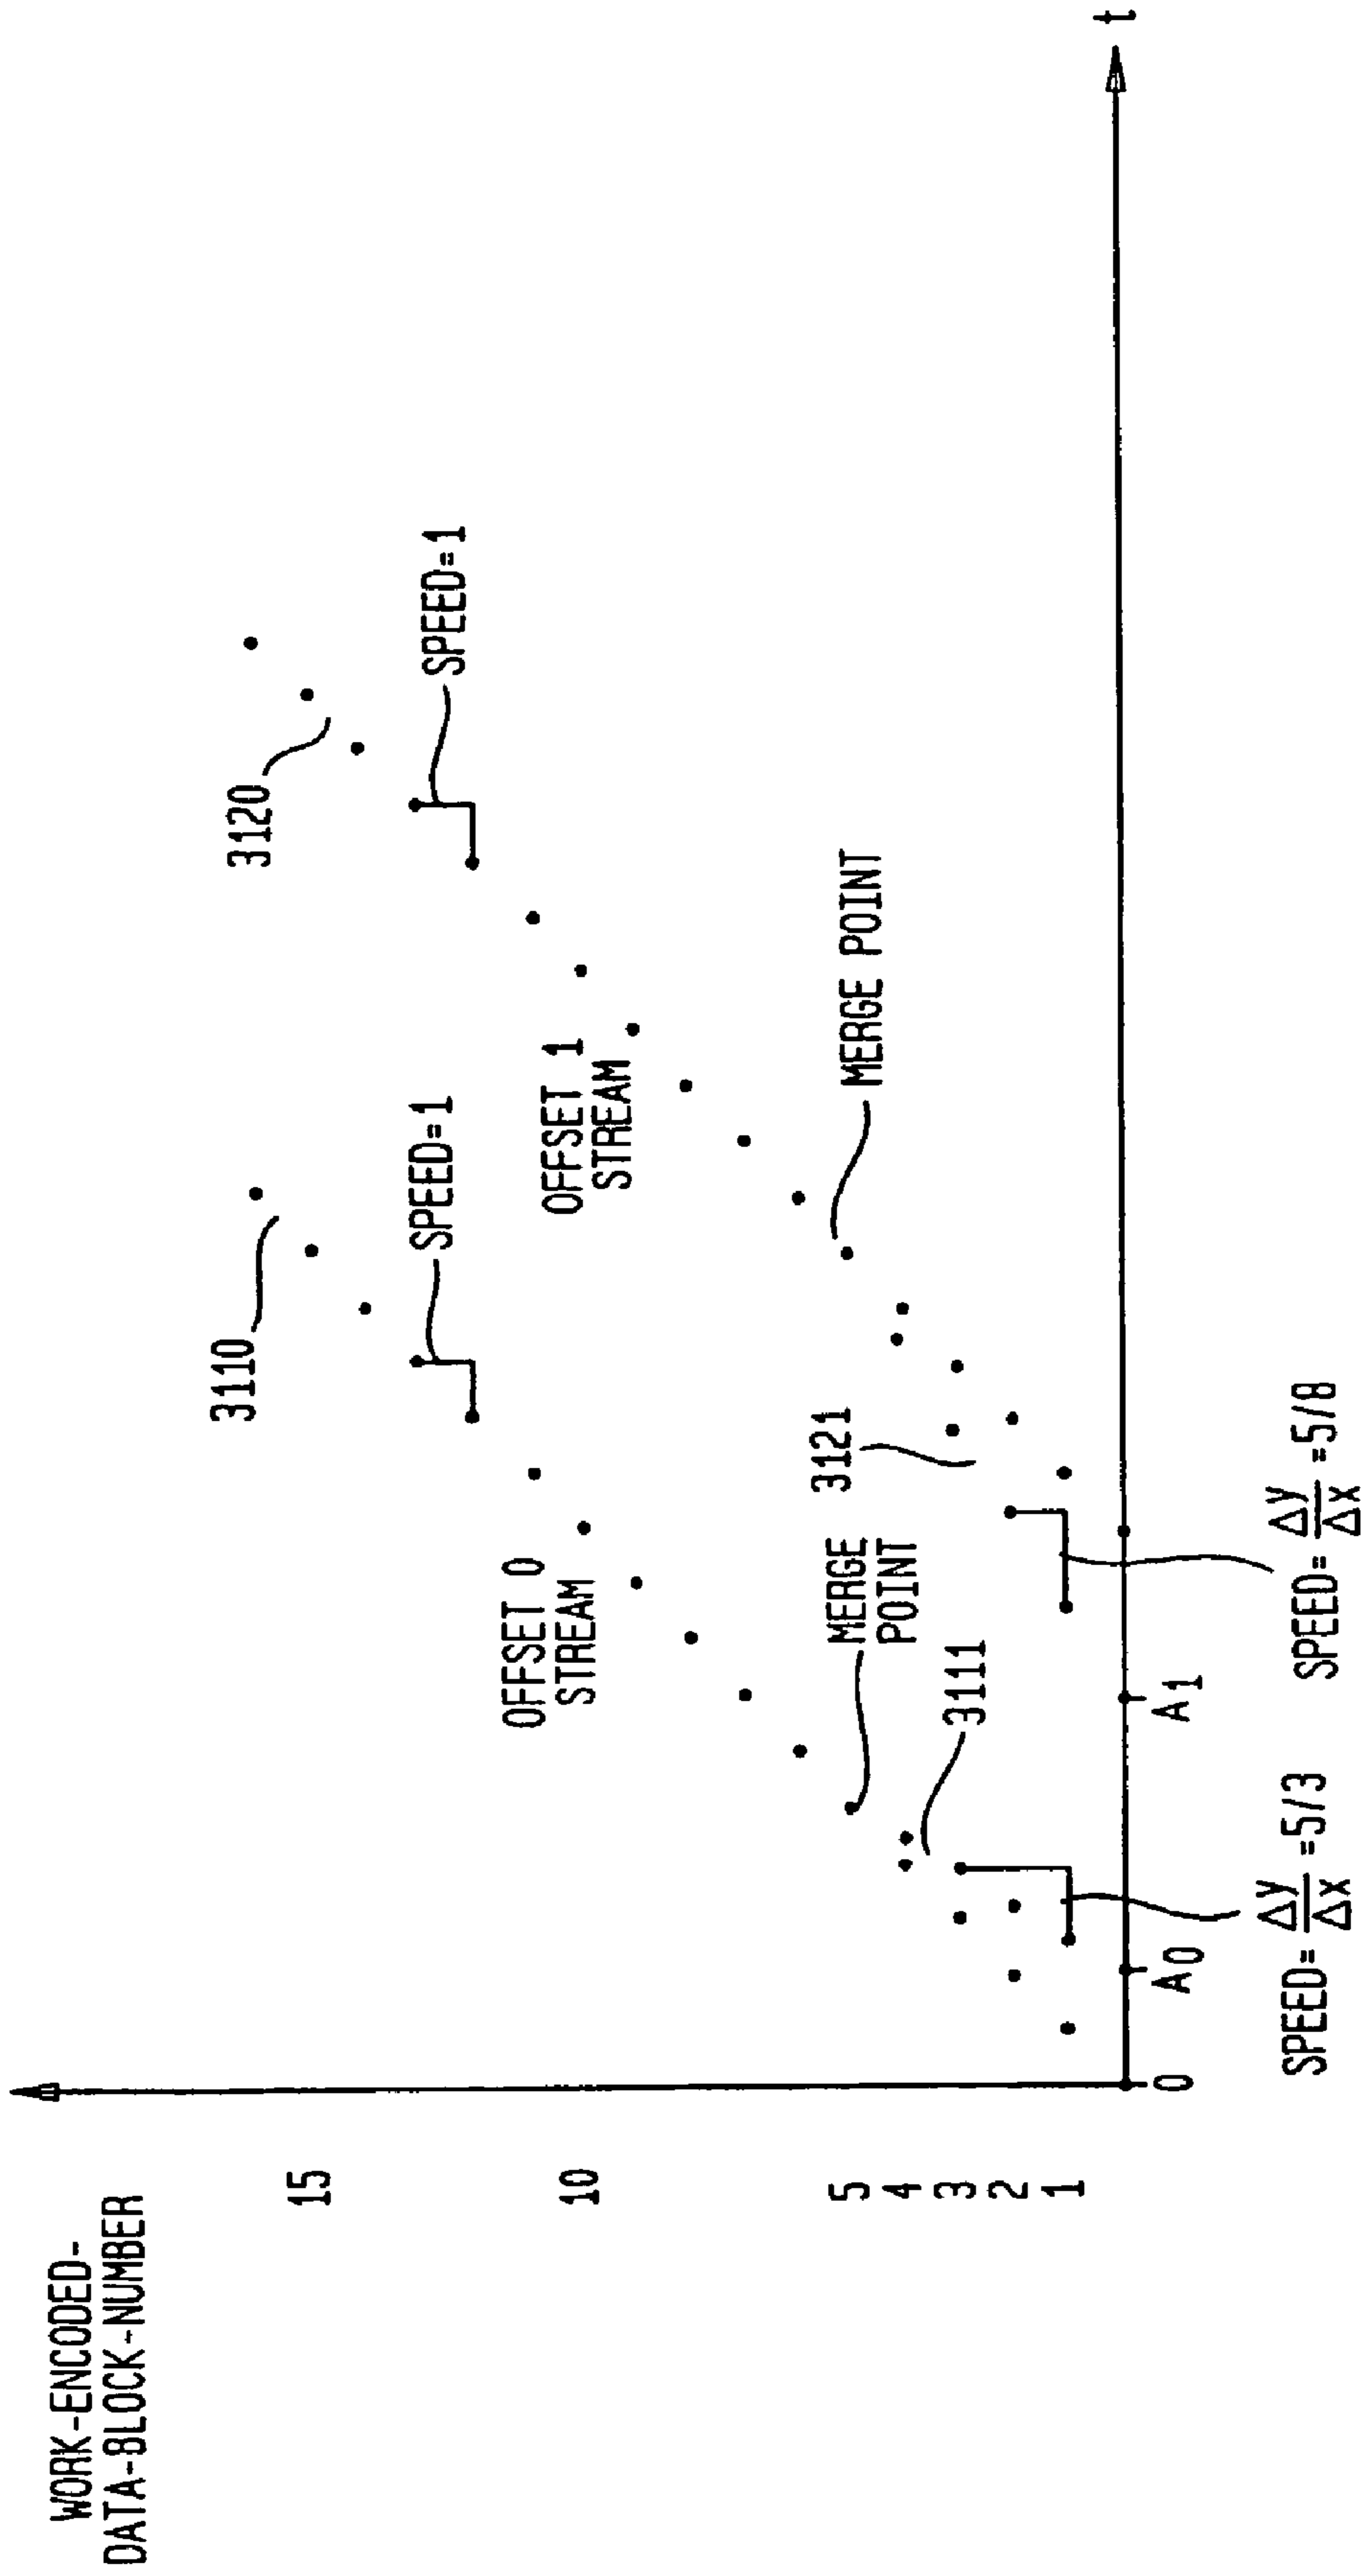 WORK-ENCODED-
DATA-BLOCK-NUMBER
15
10
5
4
3
2
1
0
A0
A1
t
3110
3120
SPEED=1
SPEED=1
OFFSET 0
STREAM
OFFSET 1
STREAM
MERGE
POINT
MERGE POINT
3111
3121
SPEED= Δy/Δx =5/3
SPEED= Δy/Δx =5/8